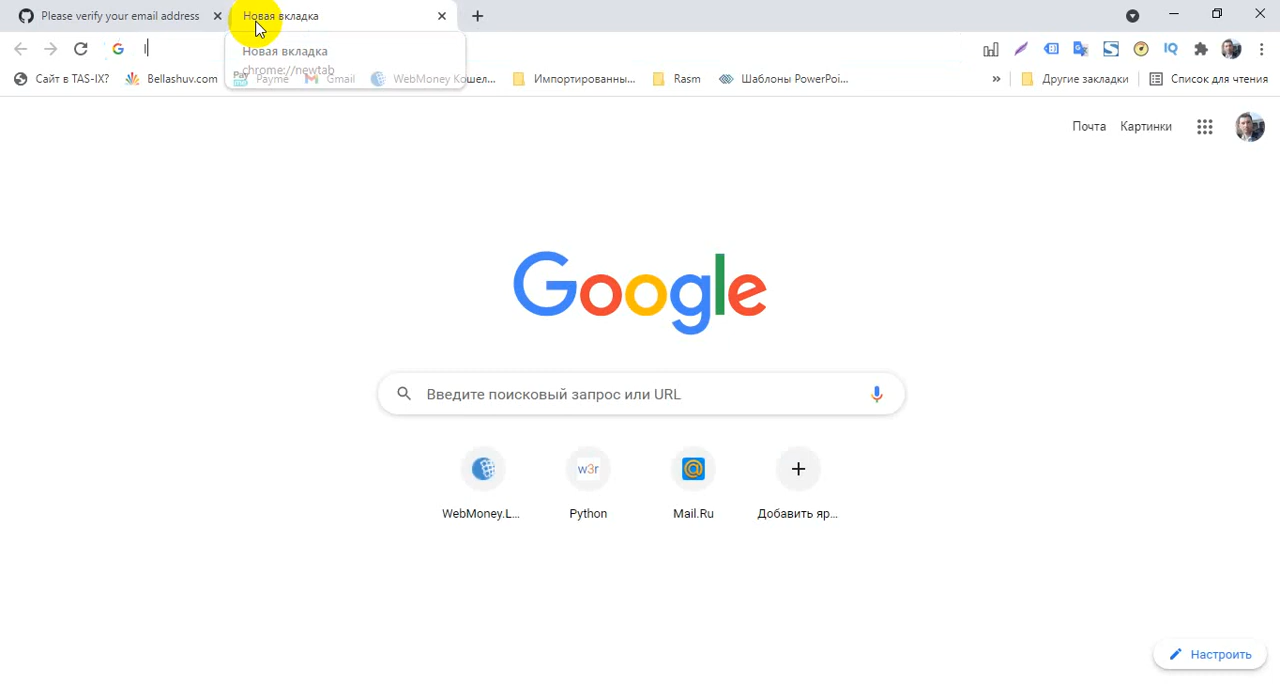 Please verify your email address
Новая вкладка
Новая вкладка
chrome://newtab
Сайт в TAS-IX?
Bellashuv.com
Payme
Gmail
WebMoney Кошел...
Импортированны...
Rasm
Шаблоны PowerPoi...
»
Другие закладки
Список для чтения
Почта
Картинки
Google
Введите поисковый запрос или URL
w3r
WebMoney.L...
Python
Mail.Ru
Добавить яр...
Настроить